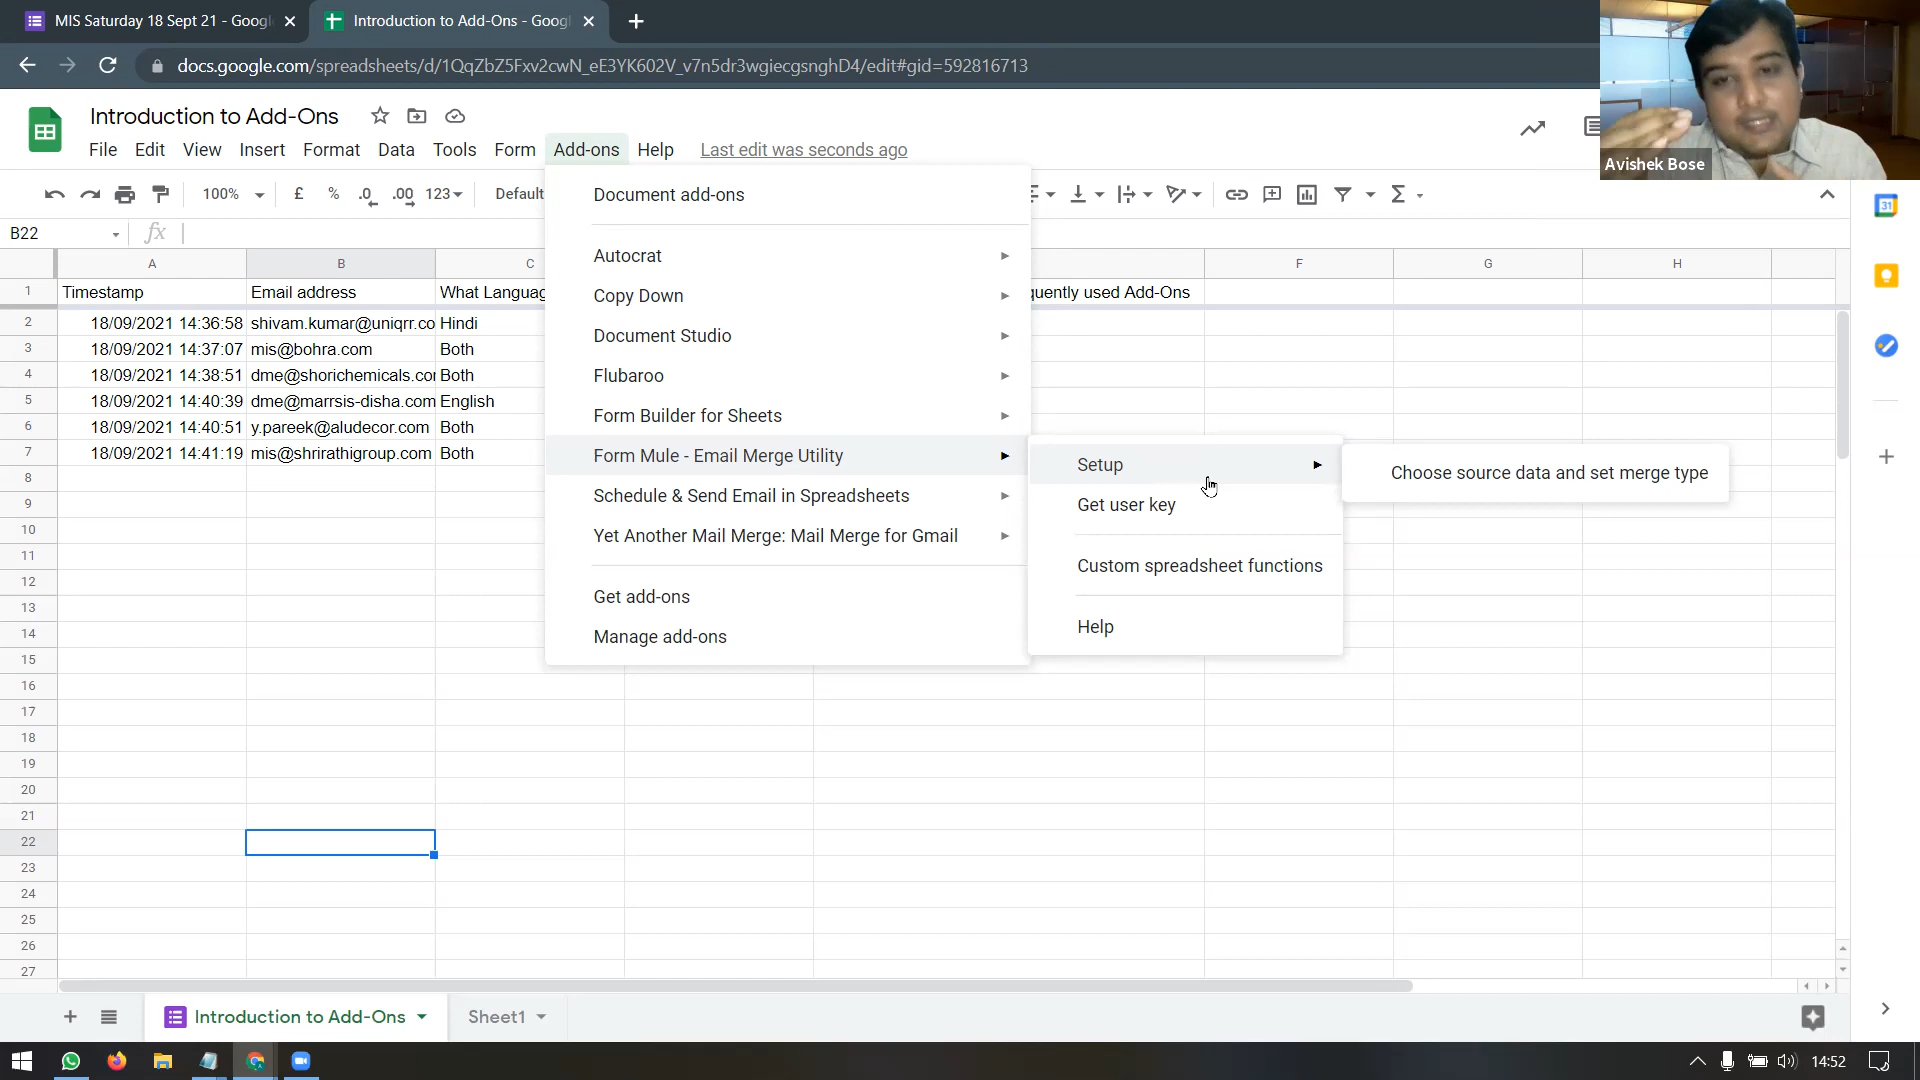 MIS Saturday 18 Sept 21 - Goog
Introduction to Add-Ons - Goog
docs.google.com/spreadsheets/d/1QqZbZ5Fxv2cwN_eE3YK602V_v7n5dr3wgiecgsnghD4/edit#gid=592816713
Introduction to Add-Ons
File Edit View Insert Format Data Tools Form Add-ons Help Last edit was seconds ago
Avishek Bose
100% £ % .0 .00 123 Default
31
B22 fx
A B C F G H
1 Timestamp Email address What Languag quently used Add-Ons
2 18/09/2021 14:36:58 shivam.kumar@uniqrr.co Hindi
3 18/09/2021 14:37:07 mis@bohra.com Both
4 18/09/2021 14:38:51 dme@shorichemicals.cor Both
5 18/09/2021 14:40:39 dme@marrsis-disha.com English
6 18/09/2021 14:40:51 y.pareek@aludecor.com Both
7 18/09/2021 14:41:19 mis@shrirathigroup.com Both
8
9
10
11
12
13
14
15
16
17
18
19
20
21
22
23
24
25
26
27
Document add-ons
Autocrat
Copy Down
Document Studio
Flubaroo
Form Builder for Sheets
Form Mule - Email Merge Utility
Schedule & Send Email in Spreadsheets
Yet Another Mail Merge: Mail Merge for Gmail
Get add-ons
Manage add-ons
Setup
Get user key
Custom spreadsheet functions
Help
Choose source data and set merge type
Introduction to Add-Ons Sheet1
14:52